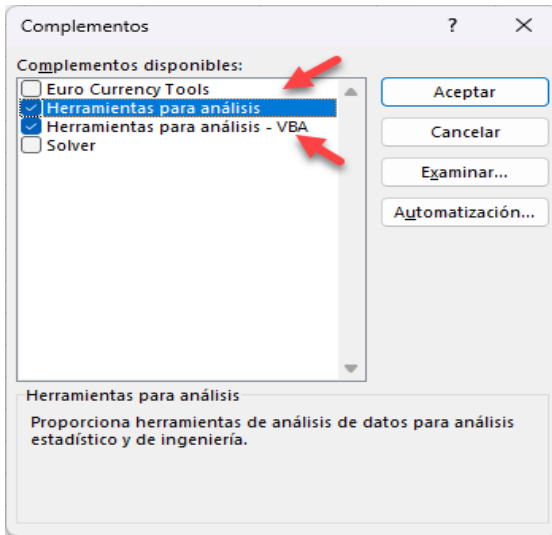 Complementos
?
Complementos disponibles:
Euro Currency Tools
Herramientas para análisis
Herramientas para análisis - VBA
Solver
Aceptar
Cancelar
Examinar...
Automatización...
Herramientas para análisis
Proporciona herramientas de análisis de datos para análisis
estadístico y de ingeniería.